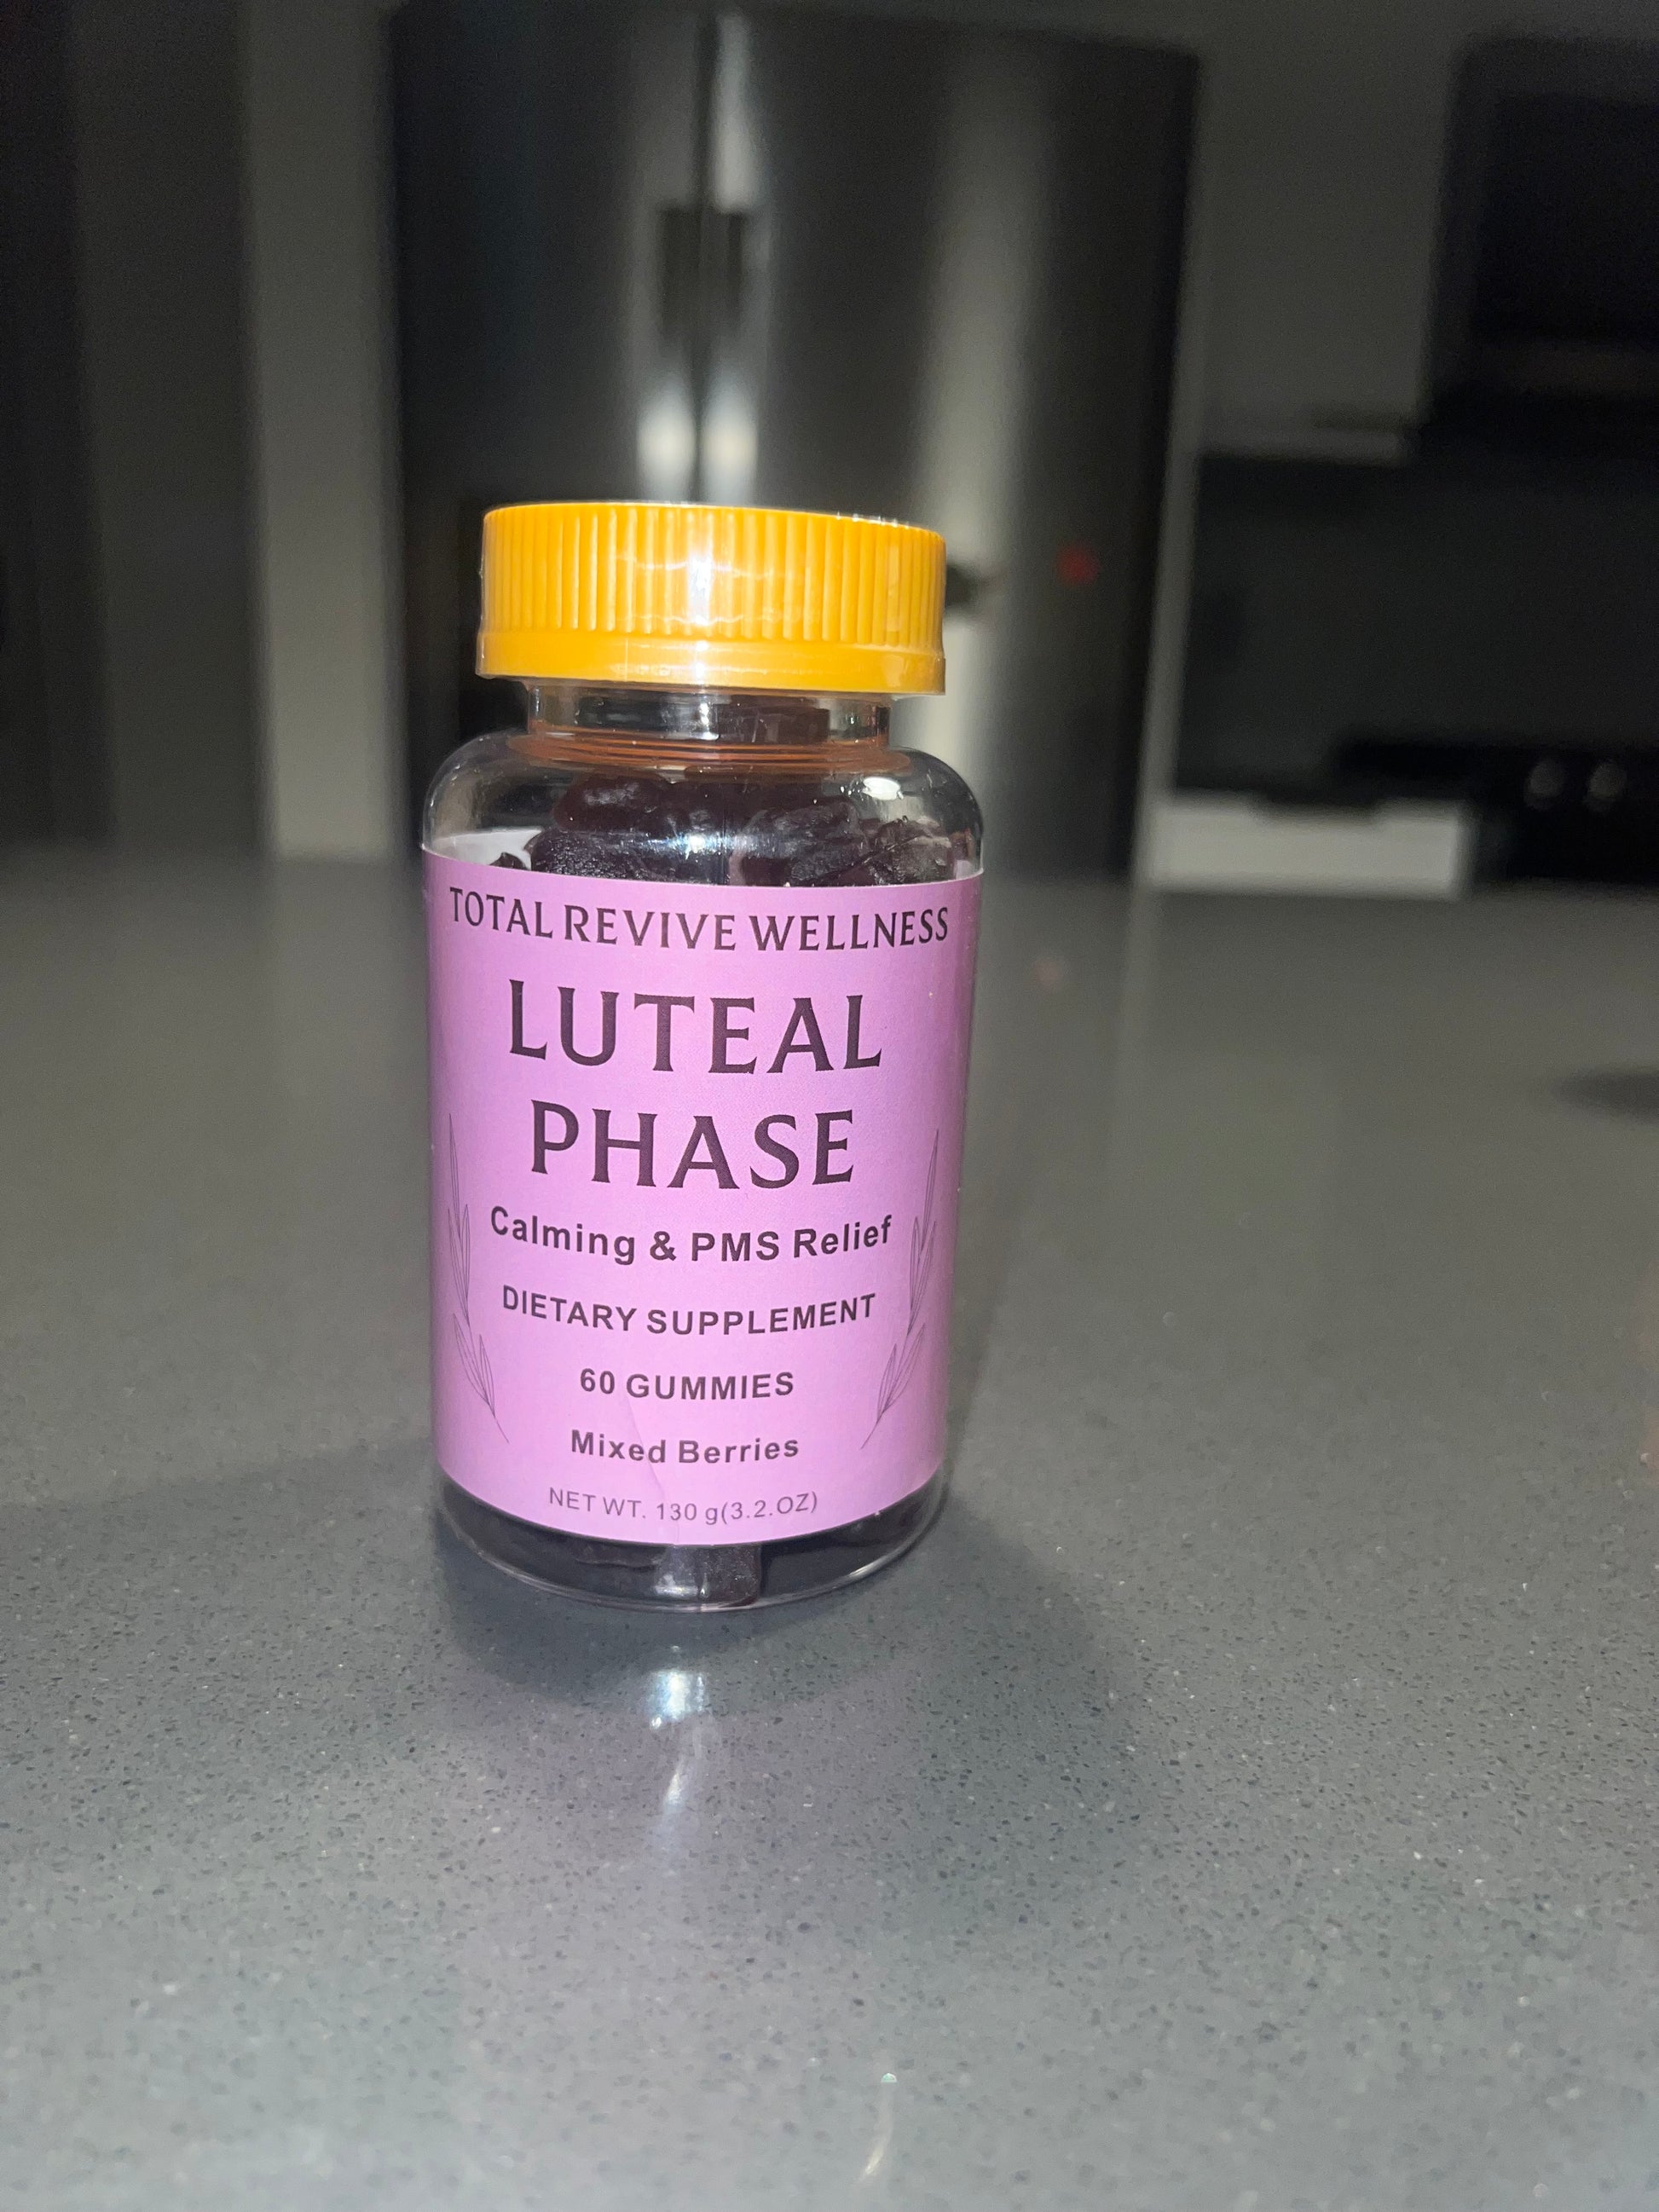 TOTAL REVIVE WELLNESS
LUTEAL
PHASE
Calming & PMS Relief
DIETARY SUPPLEMENT
60 GUMMIES
Mixed Berries
NET WT. 130 g(3.2.OZ)